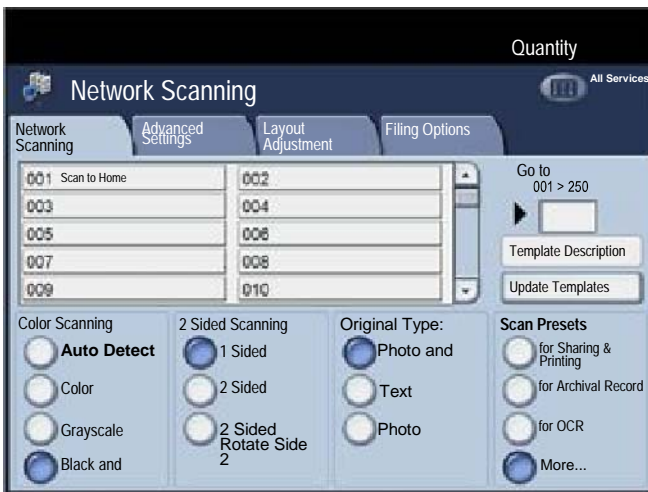 Quantity
Network Scanning
All Services
Network
Scanning
Advanced
Settings
Layout
Adjustment
Filing Options
001 Scan to Home
002
003
004
005
006
007
008
009
010
Go to
001 > 250
Template Description
Update Templates
Color Scanning
Auto Detect
Color
Grayscale
Black and
2 Sided Scanning
1 Sided
2 Sided
2 Sided
Rotate Side
2
Original Type:
Photo and
Text
Photo
Scan Presets
for Sharing &
Printing
for Archival Record
for OCR
More...